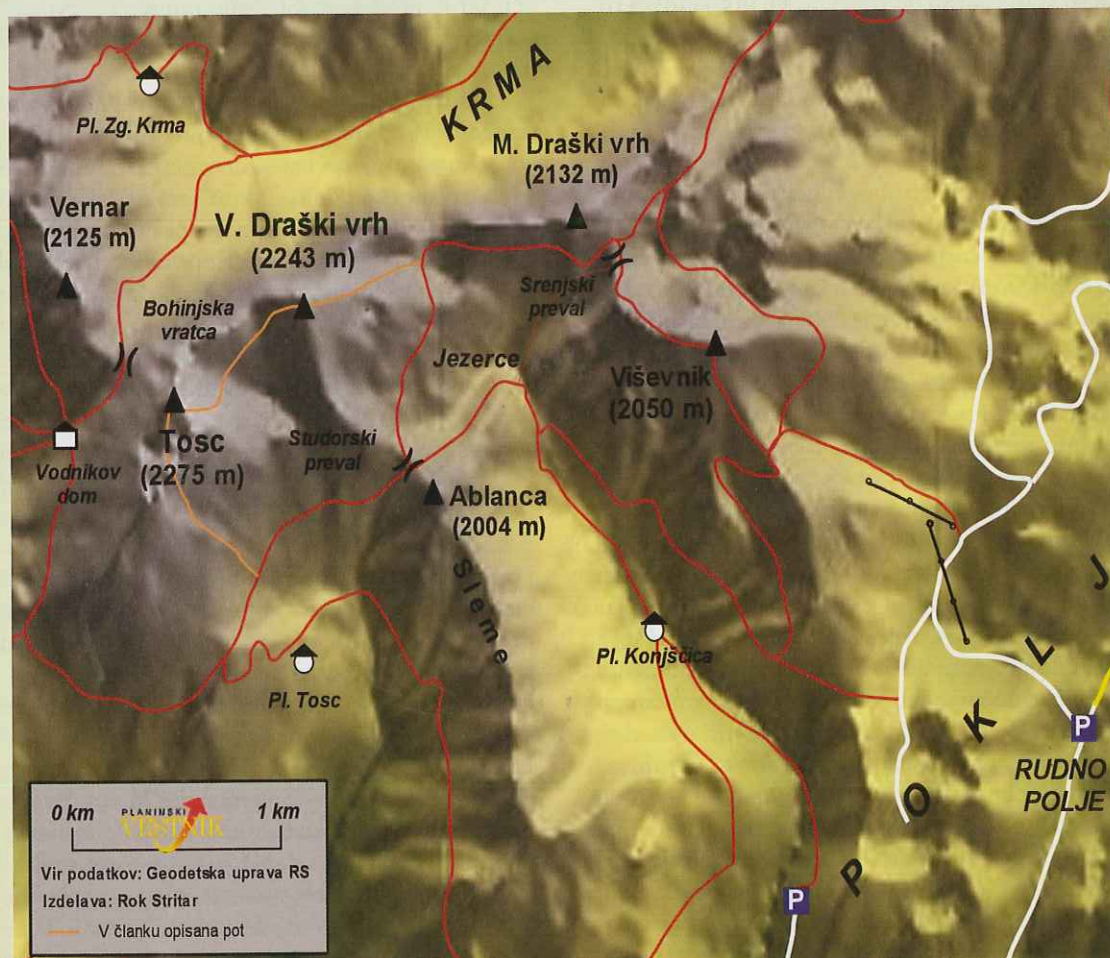 KRMA
Pl. Zg. Krma
M. Draški vrh
(2132 m)
Vernar
(2125 m)
V. Draški vrh
(2243 m)
Bohinjska
vratca
Srenjski
preval
Jezerce
Viševnik
(2050 m)
Tosc
(2275 m)
Studorski
preval
Vodnikov
dom
Ablanca
(2004 m)
Sleme
Pl. Konjščica
Pl. Tosc
P O K L J
P
RUDNO
POLJE
P
0 km
PLANINSKI
VESTNIK
1 km
Vir podatkov: Geodetska uprava RS
Izdelava: Rok Stritar
V članku opisana pot